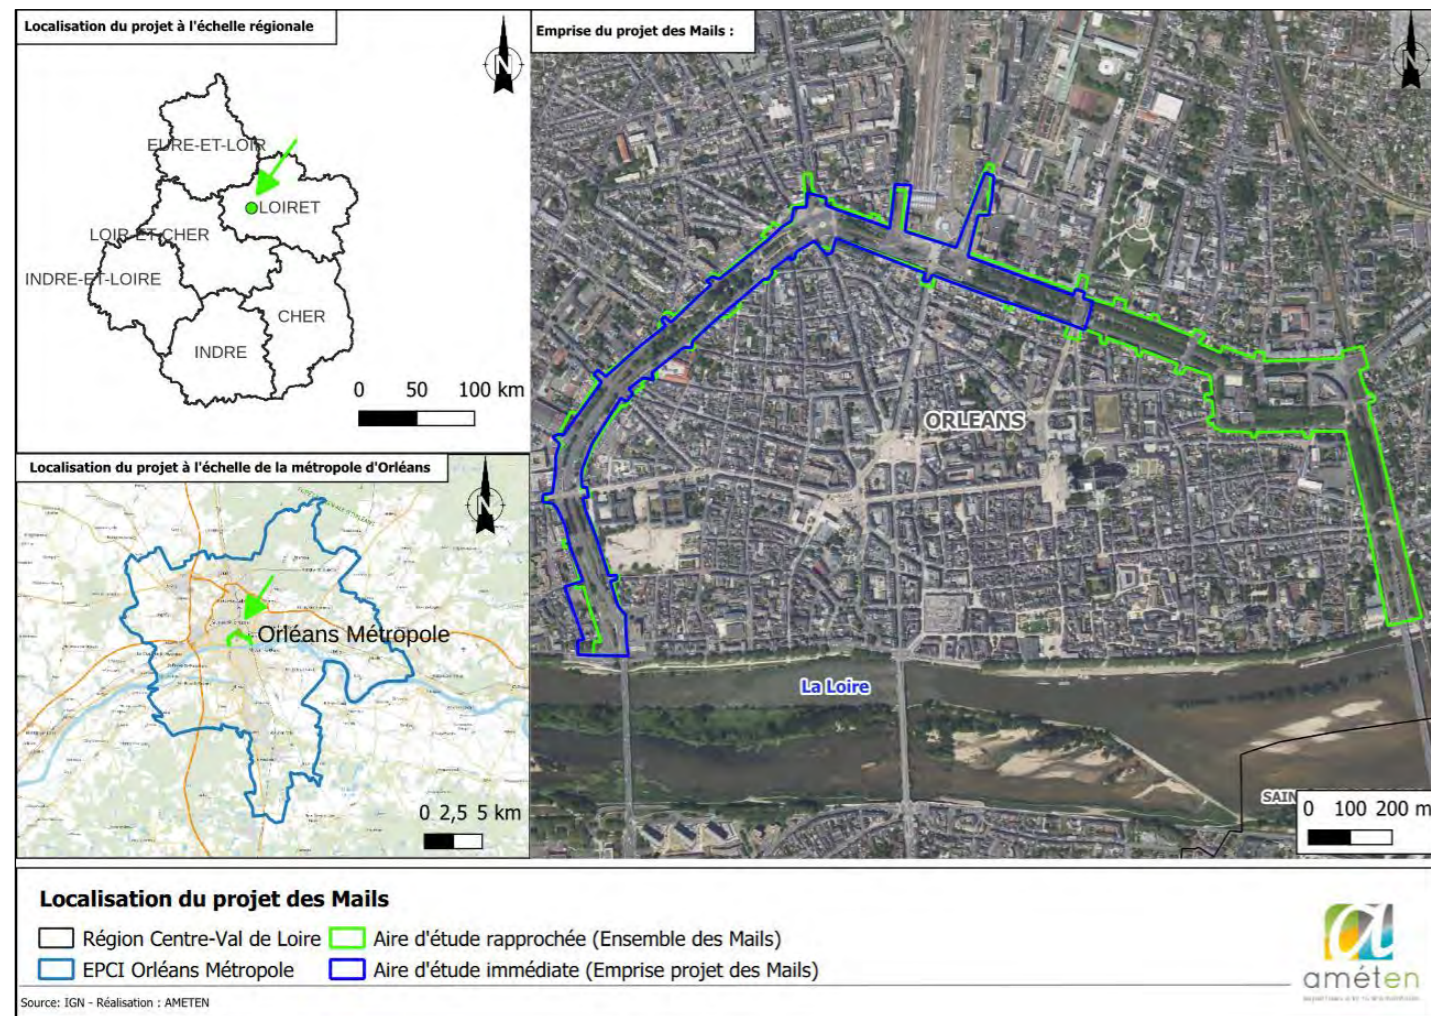 Localisation du projet à l'échelle régionale
N
EURE-ET-LOIR
LOIRET
LOIR-ET-CHER
INDRE-ET-LOIRE
CHER
INDRE
0 50 100 km
Localisation du projet à l'échelle de la métropole d'Orléans
N
Orléans Métropole
0 2,5 5 km
Emprise du projet des Mails :
N
ORLEANS
La Loire
SAIN
0 100 200 m
Localisation du projet des Mails
Région Centre-Val de Loire
Aire d'étude rapprochée (Ensemble des Mails)
EPCI Orléans Métropole
Aire d'étude immédiate (Emprise projet des Mails)
Source: IGN - Réalisation : AMETEN
a
améten